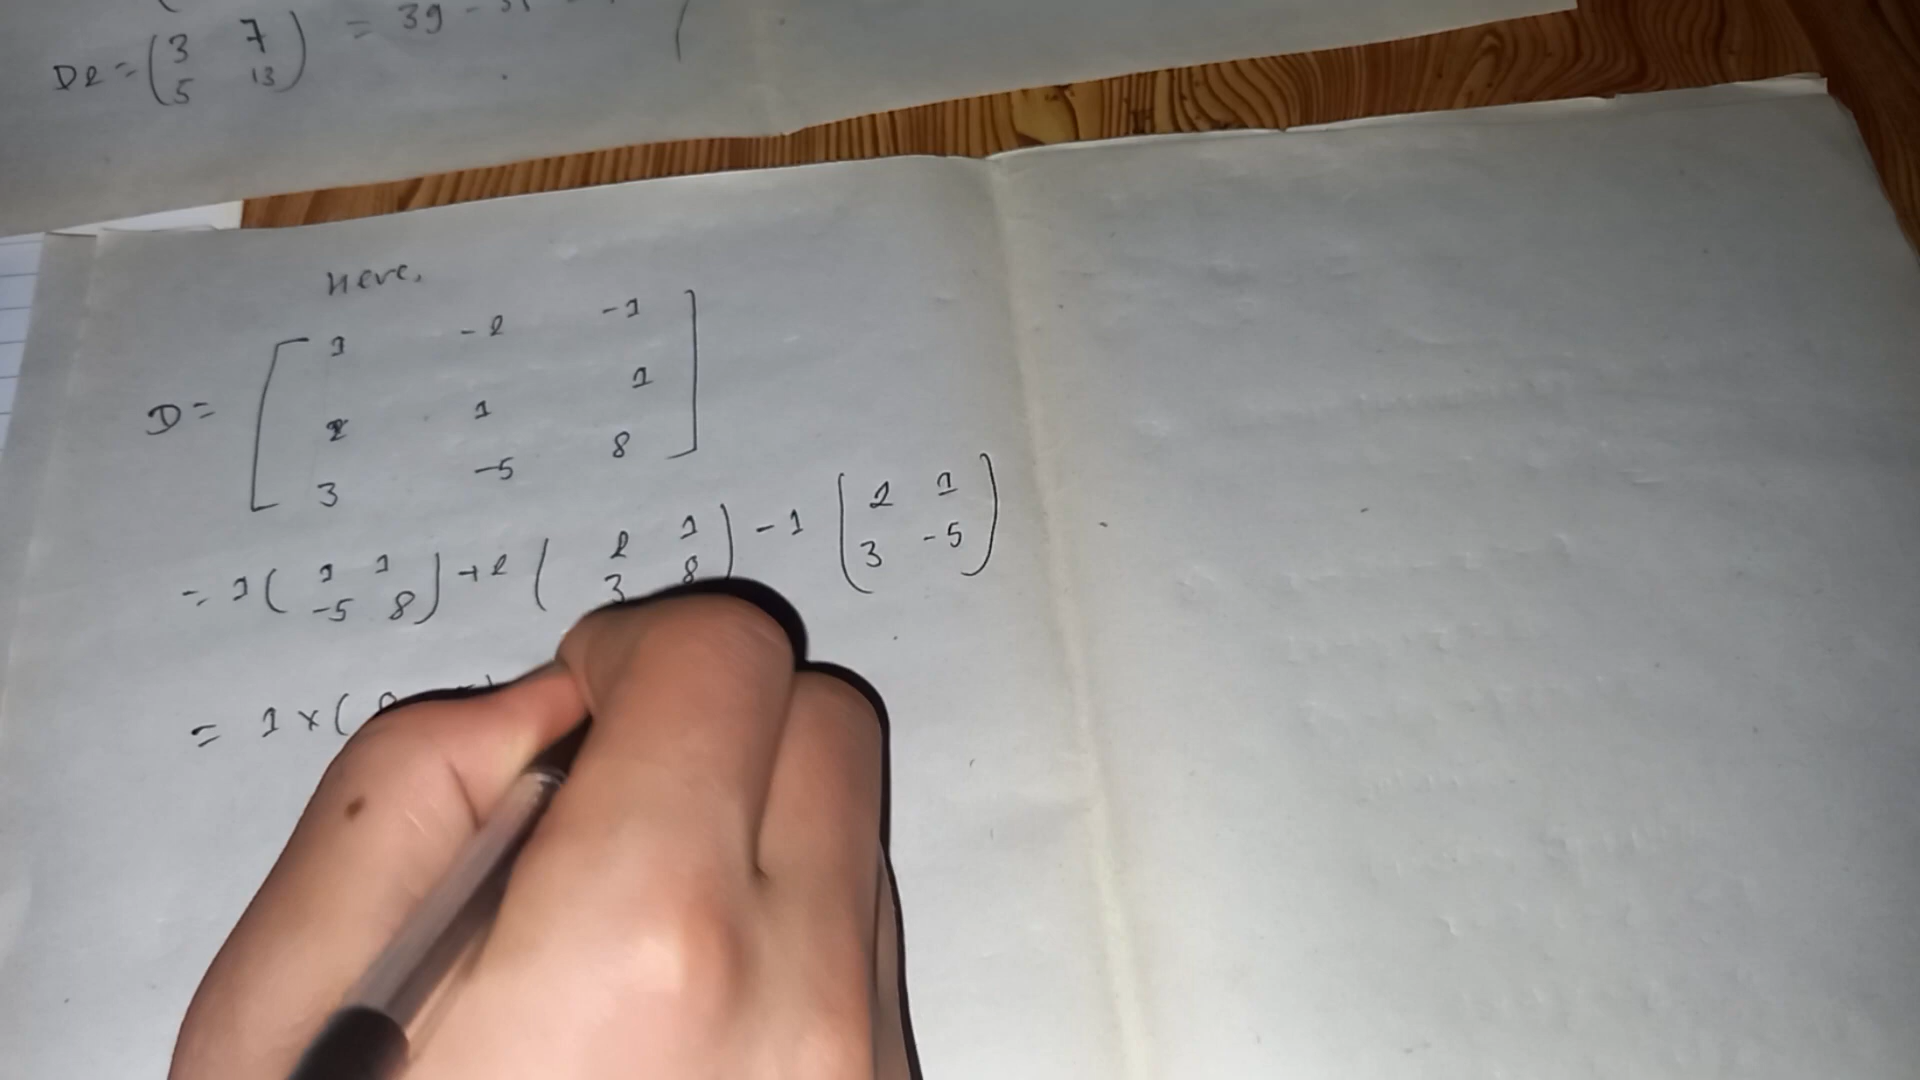 D2 = ( 3 7 ) = 39 -
5 13
Here,
1 -2 -1
D = 2 1 1
3 -5 8
= 1 ( 1 1 ) + 2 ( 2 1 ) - 1 ( 2 1 )
-5 8 3 8 3 -5
= 1 × (